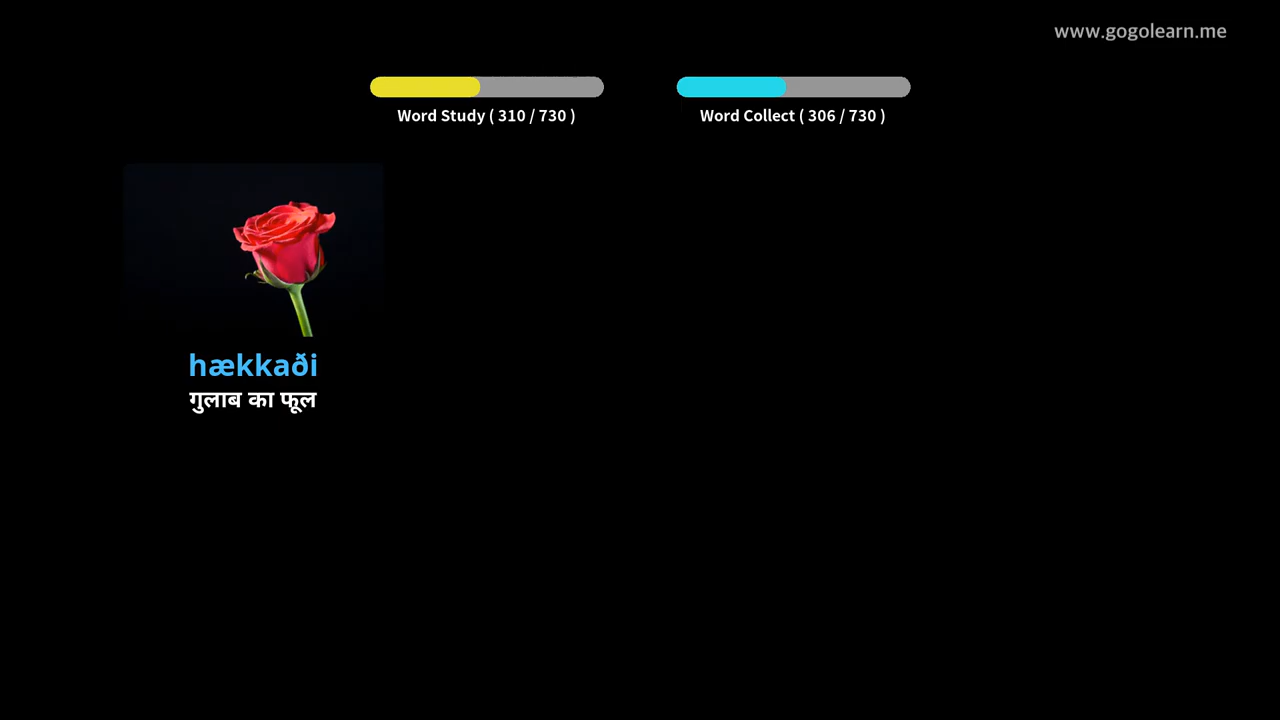 www.gogolearn.me
Word Study ( 310 / 730 )
Word Collect ( 306 / 730 )
hækkaði
गुलाब का फूल